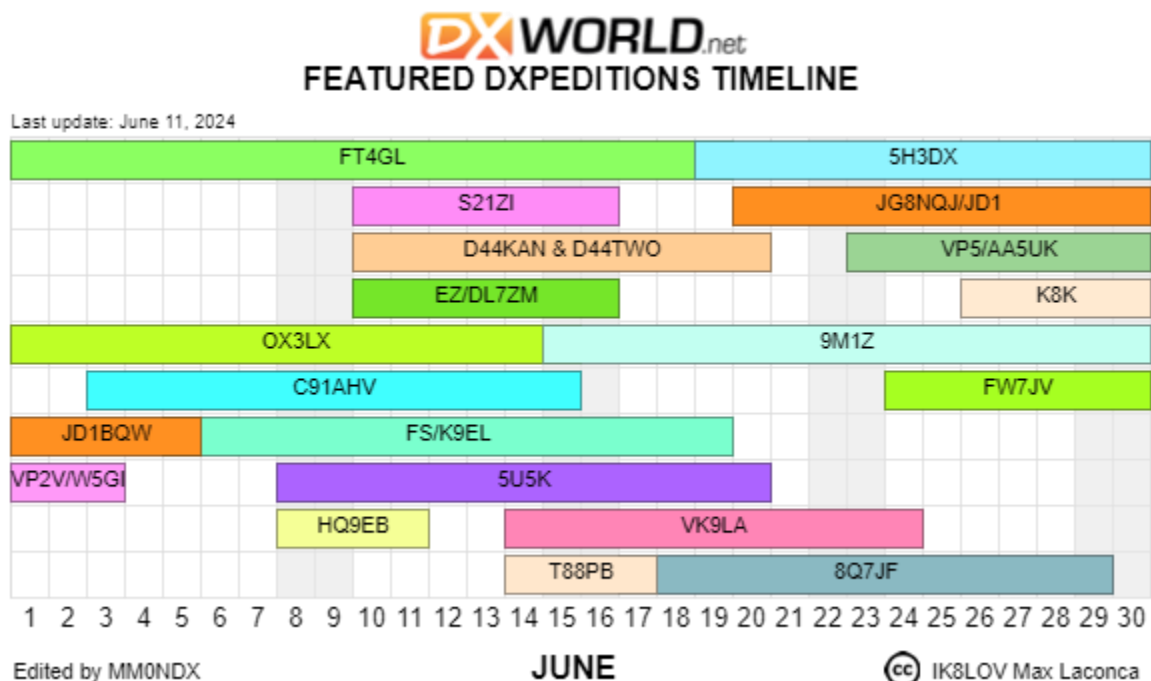 DX WORLD.net
FEATURED DXPEDITIONS TIMELINE
Last update: June 11, 2024
FT4GL 5H3DX
S21ZI JG8NQJ/JD1
D44KAN & D44TWO VP5/AA5UK
EZ/DL7ZM K8K
OX3LX 9M1Z
C91AHV FW7JV
JD1BQW FS/K9EL
VP2V/W5GI 5U5K
HQ9EB VK9LA
T88PB 8Q7JF
1 2 3 4 5 6 7 8 9 10 11 12 13 14 15 16 17 18 19 20 21 22 23 24 25 26 27 28 29 30
Edited by MM0NDX JUNE cc IK8LOV Max Laconca